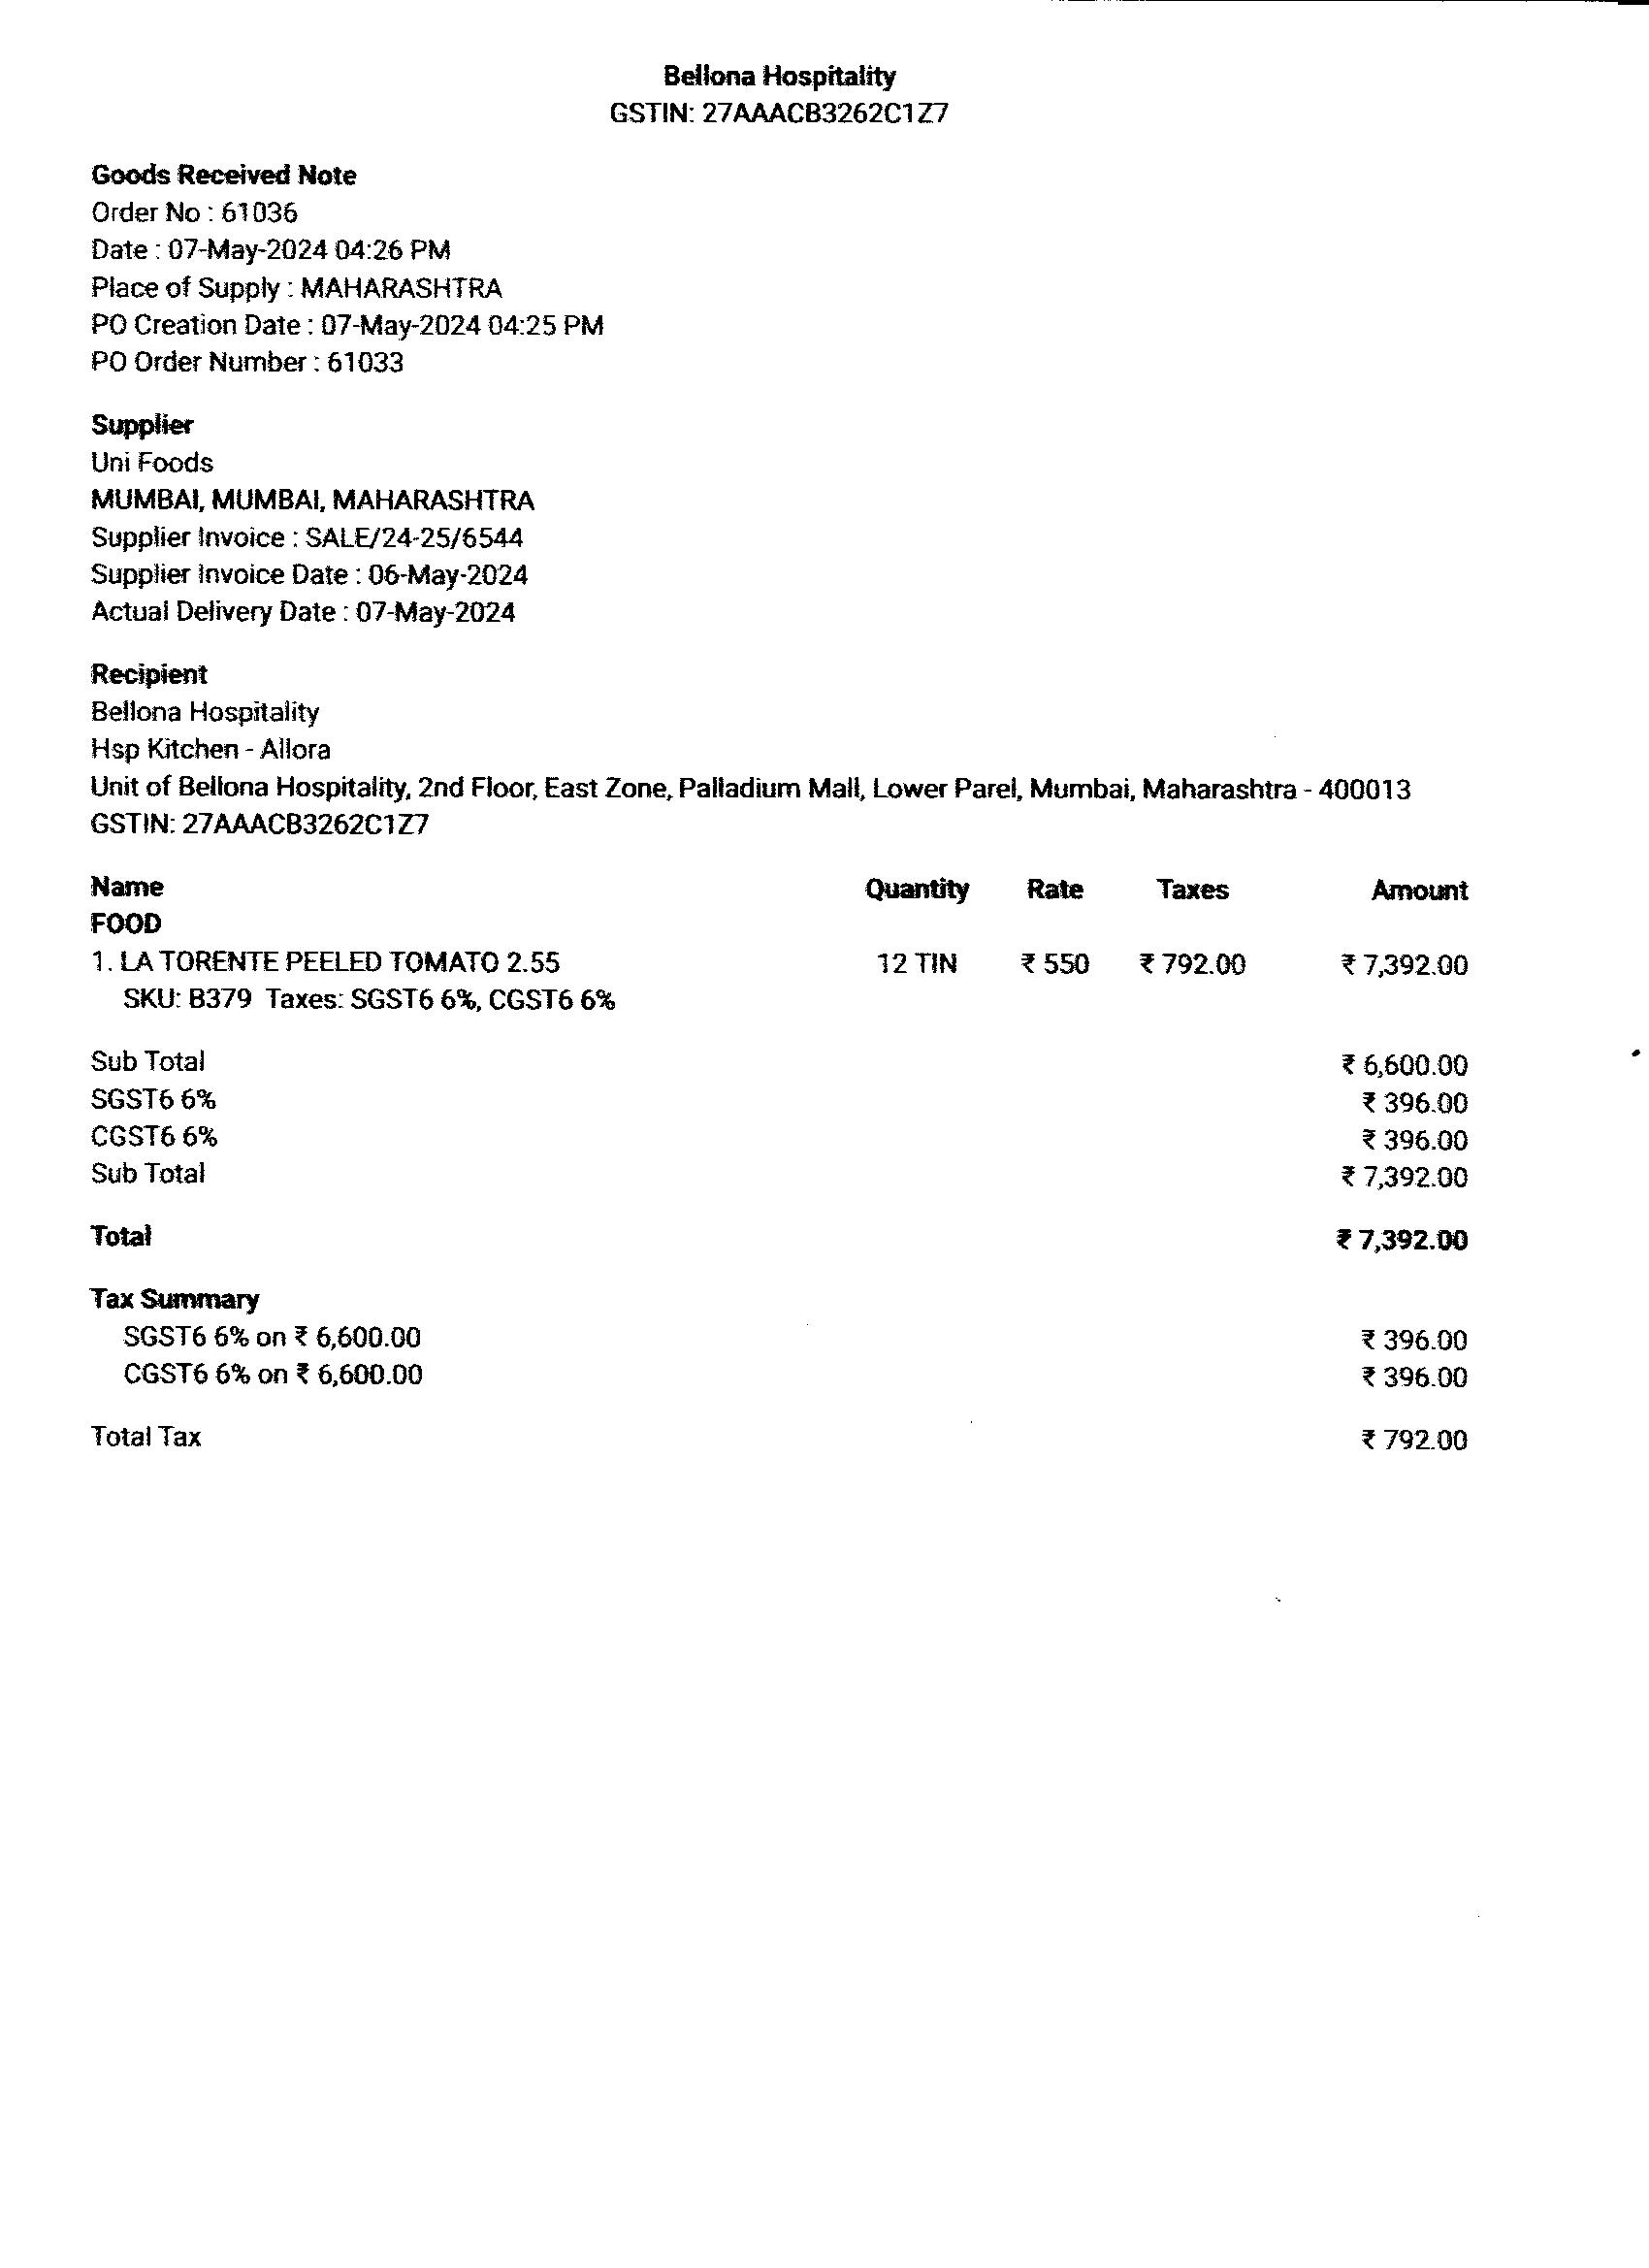 Bellona Hospitality
GSTIN: 27AAACB3262C1Z7
Goods Received Note
Order No : 61036
Date : 07-May-2024 04:26 PM
Place of Supply : MAHARASHTRA
PO Creation Date : 07-May-2024 04:25 PM
PO Order Number : 61033
Supplier
Uni Foods
MUMBAI, MUMBAI, MAHARASHTRA
Supplier Invoice : SALE/24-25/6544
Supplier Invoice Date : 06-May-2024
Actual Delivery Date : 07-May-2024
Recipient
Bellona Hospitality
Hsp Kitchen - Allora
Unit of Bellona Hospitality, 2nd Floor, East Zone, Palladium Mall, Lower Parel, Mumbai, Maharashtra - 400013
GSTIN: 27AAACB3262C1Z7
Name Quantity Rate Taxes Amount
FOOD
1. LA TORENTE PEELED TOMATO 2.55 12 TIN ₹ 550 ₹ 792.00 ₹ 7,392.00
SKU: B379 Taxes: SGST6 6%, CGST6 6%
Sub Total ₹ 6,600.00
SGST6 6% ₹ 396.00
CGST6 6% ₹ 396.00
Sub Total ₹ 7,392.00
Total ₹ 7,392.00
Tax Summary
SGST6 6% on ₹ 6,600.00 ₹ 396.00
CGST6 6% on ₹ 6,600.00 ₹ 396.00
Total Tax ₹ 792.00